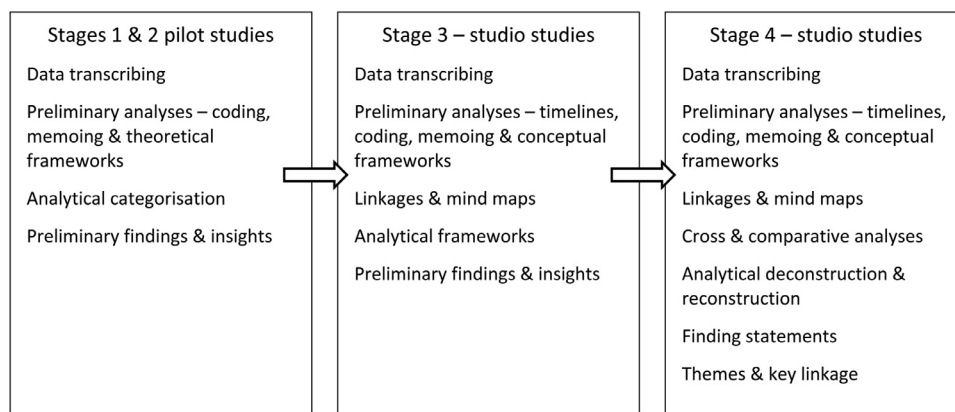 Stages 1 & 2 pilot studies
Data transcribing
Preliminary analyses – coding,
memoing & theoretical
frameworks
Analytical categorisation
Preliminary findings & insights
Stage 3 – studio studies
Data transcribing
Preliminary analyses – timelines,
coding, memoing & conceptual
frameworks
Linkages & mind maps
Analytical frameworks
Preliminary findings & insights
Stage 4 – studio studies
Data transcribing
Preliminary analyses – timelines,
coding, memoing & conceptual
frameworks
Linkages & mind maps
Cross & comparative analyses
Analytical deconstruction &
reconstruction
Finding statements
Themes & key linkage